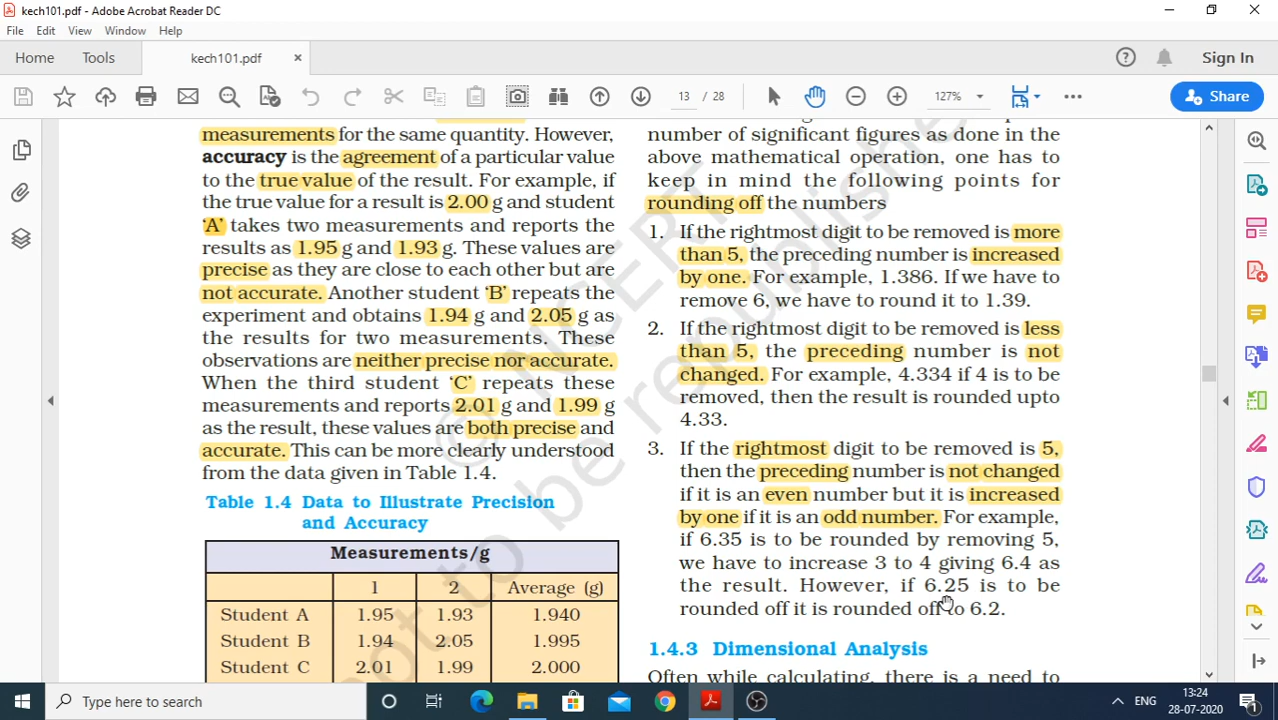 kech101.pdf - Adobe Acrobat Reader DC
File Edit View Window Help
Home Tools kech101.pdf × Sign In
13 / 28 127% Share
measurements for the same quantity. However,
accuracy is the agreement of a particular value
to the true value of the result. For example, if
the true value for a result is 2.00 g and student
‘A’ takes two measurements and reports the
results as 1.95 g and 1.93 g. These values are
precise as they are close to each other but are
not accurate. Another student ‘B’ repeats the
experiment and obtains 1.94 g and 2.05 g as
the results for two measurements. These
observations are neither precise nor accurate.
When the third student ‘C’ repeats these
measurements and reports 2.01 g and 1.99 g
as the result, these values are both precise and
accurate. This can be more clearly understood
from the data given in Table 1.4.
Table 1.4 Data to Illustrate Precision
and Accuracy
Measurements/g
1 2 Average (g)
Student A 1.95 1.93 1.940
Student B 1.94 2.05 1.995
Student C 2.01 1.99 2.000
number of significant figures as done in the
above mathematical operation, one has to
keep in mind the following points for
rounding off the numbers
1. If the rightmost digit to be removed is more
than 5, the preceding number is increased
by one. For example, 1.386. If we have to
remove 6, we have to round it to 1.39.
2. If the rightmost digit to be removed is less
than 5, the preceding number is not
changed. For example, 4.334 if 4 is to be
removed, then the result is rounded upto
4.33.
3. If the rightmost digit to be removed is 5,
then the preceding number is not changed
if it is an even number but it is increased
by one if it is an odd number. For example,
if 6.35 is to be rounded by removing 5,
we have to increase 3 to 4 giving 6.4 as
the result. However, if 6.25 is to be
rounded off it is rounded off to 6.2.
1.4.3 Dimensional Analysis
Often while calculating, there is a need to
© NCERT
not to be republishe
Type here to search
ENG
13:24
28-07-2020
1